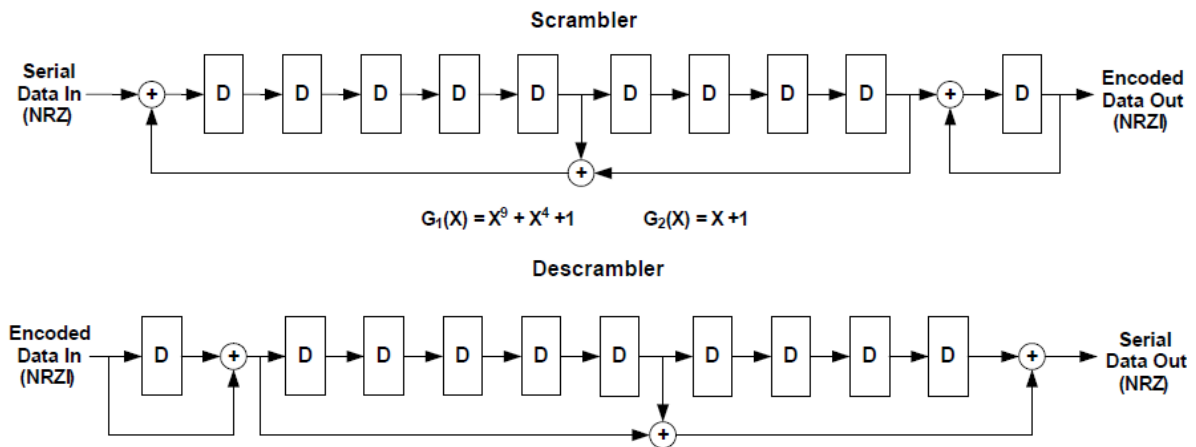 Scrambler
Serial
Data In
(NRZ)
+ D D D D D D D D D + D
Encoded
Data Out
(NRZI)
+
G₁(X) = X⁹ + X⁴ +1 G₂(X) = X +1
Descrambler
Encoded
Data In
(NRZI)
D + D D D D D D D D D +
Serial
Data Out
(NRZ)
+